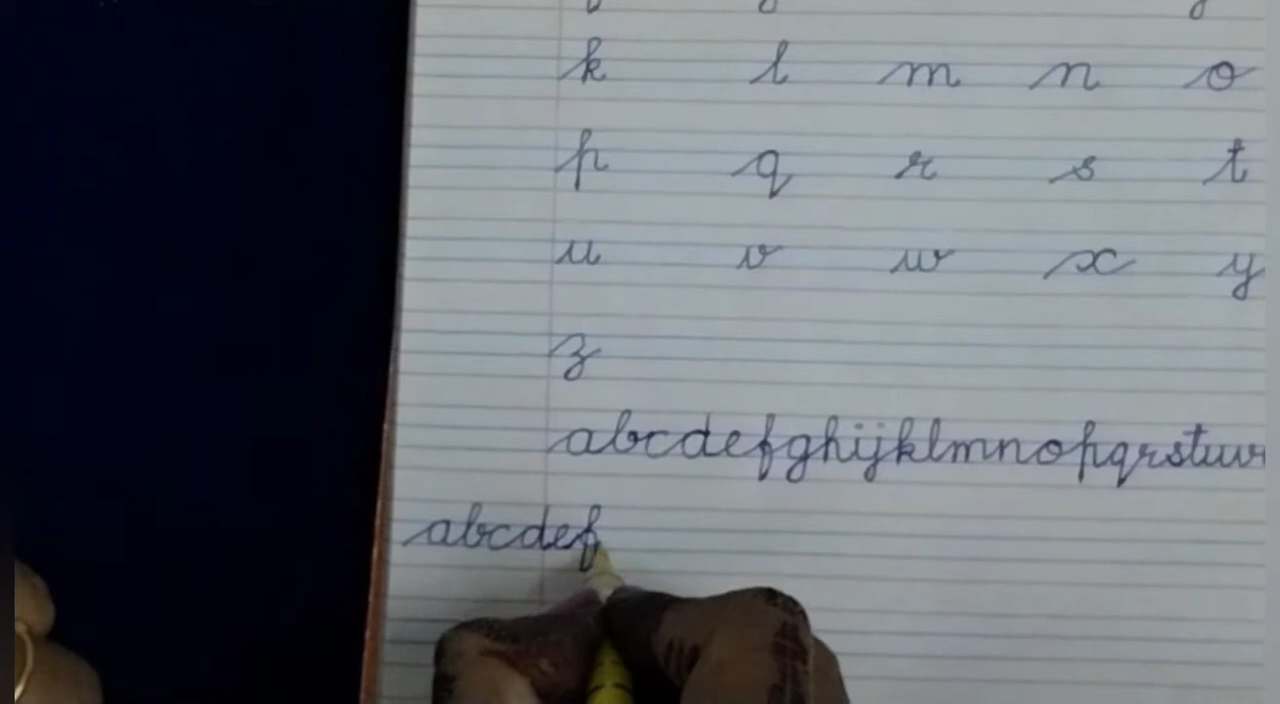 k l m n o
p q r s t
u v w x y
z
abcdefghijklmnopqrstuv
abcdef